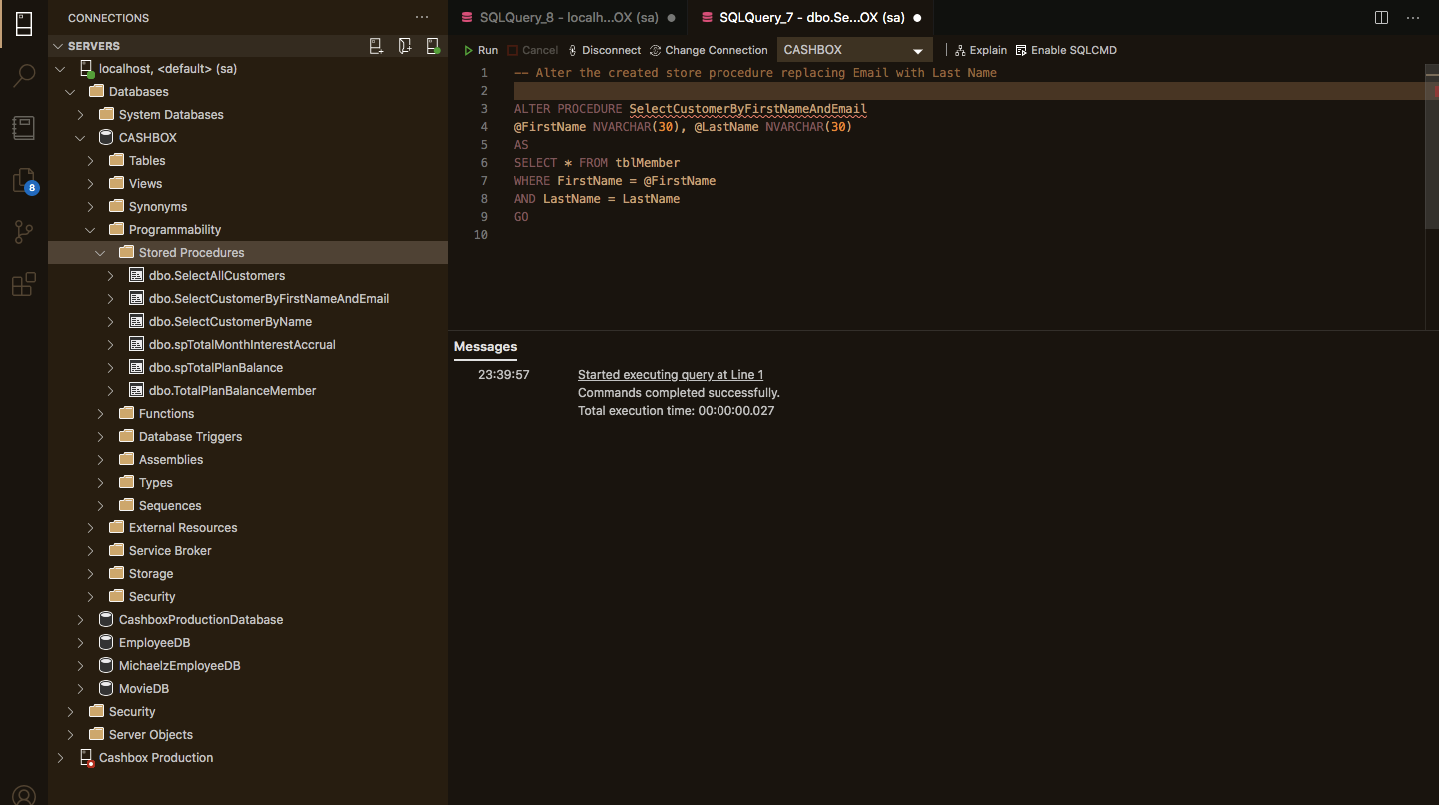 CONNECTIONS
SERVERS
localhost, <default> (sa)
Databases
System Databases
CASHBOX
Tables
Views
Synonyms
Programmability
Stored Procedures
dbo.SelectAllCustomers
dbo.SelectCustomerByFirstNameAndEmail
dbo.SelectCustomerByName
dbo.spTotalMonthInterestAccrual
dbo.spTotalPlanBalance
dbo.TotalPlanBalanceMember
Functions
Database Triggers
Assemblies
Types
Sequences
External Resources
Service Broker
Storage
Security
CashboxProductionDatabase
EmployeeDB
MichaelzEmployeeDB
MovieDB
Security
Server Objects
Cashbox Production
8
SQLQuery_8 - localh...OX (sa)
SQLQuery_7 - dbo.Se...OX (sa)
Run Cancel Disconnect Change Connection CASHBOX Explain Enable SQLCMD
1 -- Alter the created store procedure replacing Email with Last Name
2
3 ALTER PROCEDURE SelectCustomerByFirstNameAndEmail
4 @FirstName NVARCHAR(30), @LastName NVARCHAR(30)
5 AS
6 SELECT * FROM tblMember
7 WHERE FirstName = @FirstName
8 AND LastName = LastName
9 GO
10
Messages
23:39:57 Started executing query at Line 1
Commands completed successfully.
Total execution time: 00:00:00.027